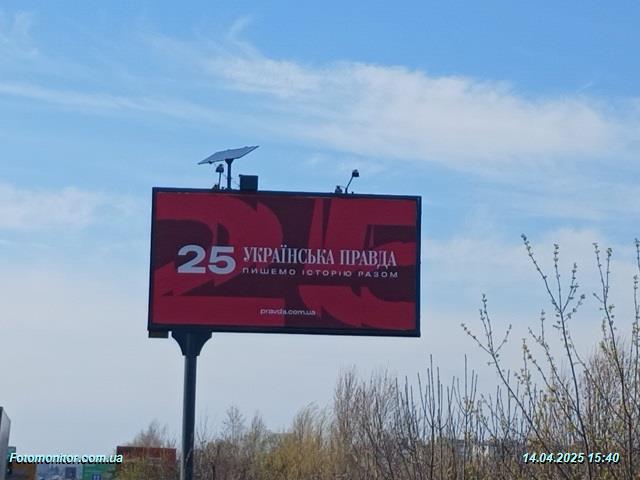 25 УКРАЇНСЬКА ПРАВДА
ПИШЕМО ІСТОРІЮ РАЗОМ
pravda.com.ua
Fotomonitor.com.ua
14.04.2025 15:40